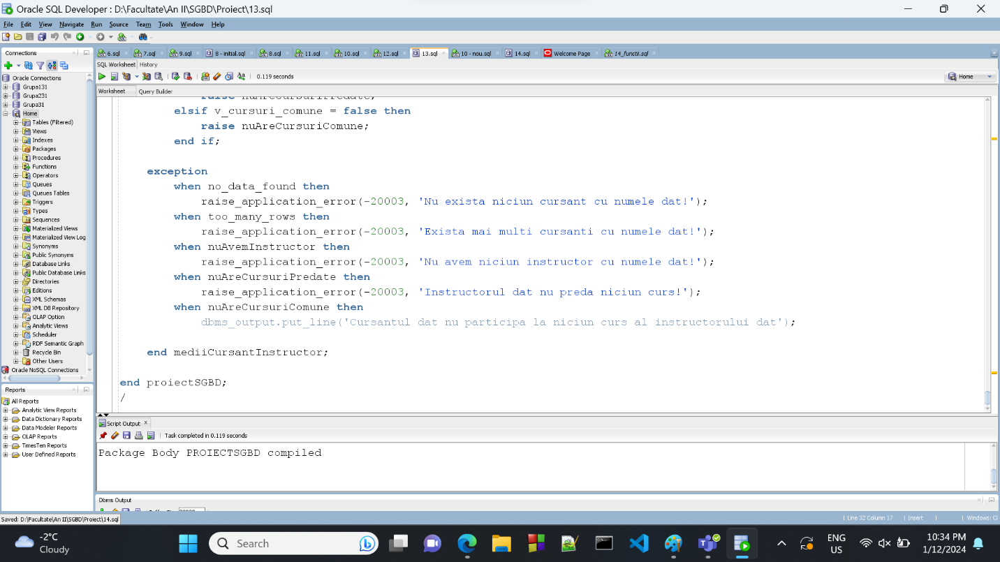 Oracle SQL Developer : D:\Facultate\An II\SGBD\Proiect\13.sql
File Edit View Navigate Run Source Team Tools Window Help
Connections
6.sql 7.sql 9.sql 8 - initial.sql 8.sql 11.sql 10.sql 12.sql 13.sql 10 - nou.sql 14.sql Welcome Page 14_functii.sql
SQL Worksheet History
0.119 seconds
Home
Worksheet Query Builder
Oracle Connections
Grupa131
Grupa231
Grupa31
Home
Tables (Filtered)
Views
Indexes
Packages
Procedures
Functions
Operators
Queues
Queues Tables
Triggers
Types
Sequences
Materialized Views
Materialized View Log
Synonyms
Public Synonyms
Database Links
Public Database Links
Directories
Editions
XML Schemas
XML DB Repository
OLAP Option
Analytic Views
Scheduler
RDF Semantic Graph
Recycle Bin
Other Users
Oracle NoSQL Connections
raise nuAreCursuriPredate;
elsif v_cursuri_comune = false then
raise nuAreCursuriComune;
end if;
exception
when no_data_found then
raise_application_error(-20003, 'Nu exista niciun cursant cu numele dat!');
when too_many_rows then
raise_application_error(-20003, 'Exista mai multi cursanti cu numele dat!');
when nuAvemInstructor then
raise_application_error(-20003, 'Nu avem niciun instructor cu numele dat!');
when nuAreCursuriPredate then
raise_application_error(-20003, 'Instructorul dat nu preda niciun curs!');
when nuAreCursuriComune then
dbms_output.put_line('Cursantul dat nu participa la niciun curs al instructorului dat');
end mediiCursantInstructor;
end proiectSGBD;
/
Reports
All Reports
Analytic View Reports
Data Dictionary Reports
Data Modeler Reports
OLAP Reports
TimesTen Reports
User Defined Reports
Script Output
Task completed in 0.119 seconds
Package Body PROIECTSGBD compiled
Dbms Output
Saved: D:\Facultate\An II\SGBD\Proiect\14.sql
Line 32 Column 17 Insert Windows: Cl
-2°C
Cloudy
Search
ENG
US
10:34 PM
1/12/2024